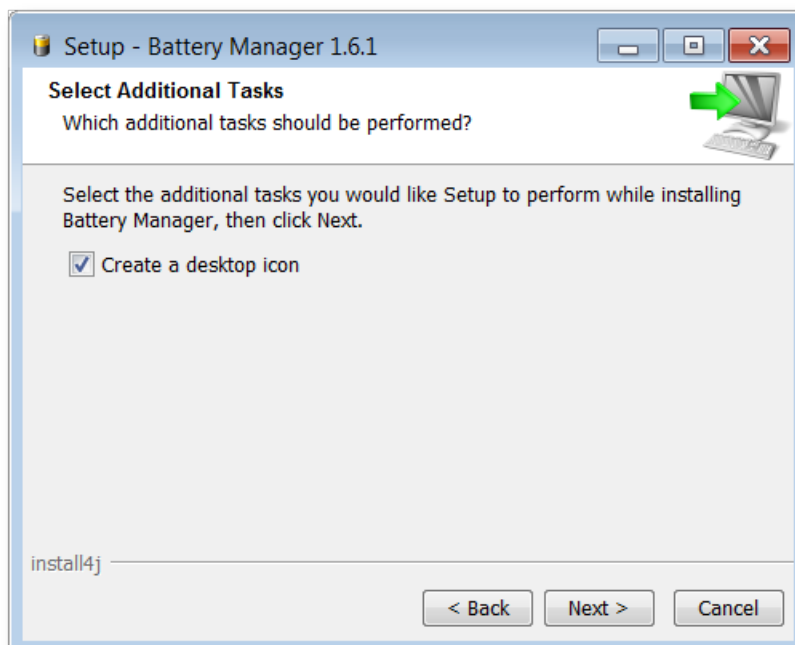 Setup - Battery Manager 1.6.1
Select Additional Tasks
Which additional tasks should be performed?
Select the additional tasks you would like Setup to perform while installing
Battery Manager, then click Next.
Create a desktop icon
install4j
< Back
Next >
Cancel